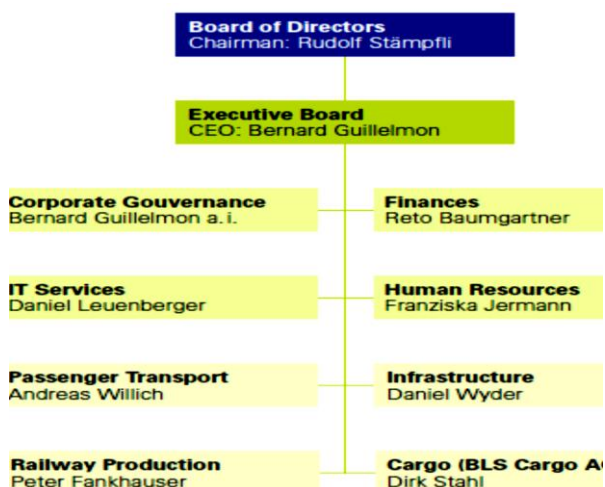 Board of Directors
Chairman: Rudolf Stämpfli
Executive Board
CEO: Bernard Guillelmon
Corporate Gouvernance
Bernard Guillelmon a.i.
Finances
Reto Baumgartner
IT Services
Daniel Leuenberger
Human Resources
Franziska Jermann
Passenger Transport
Andreas Willich
Infrastructure
Daniel Wyder
Railway Production
Peter Fankhauser
Cargo (BLS Cargo AG
Dirk Stahl